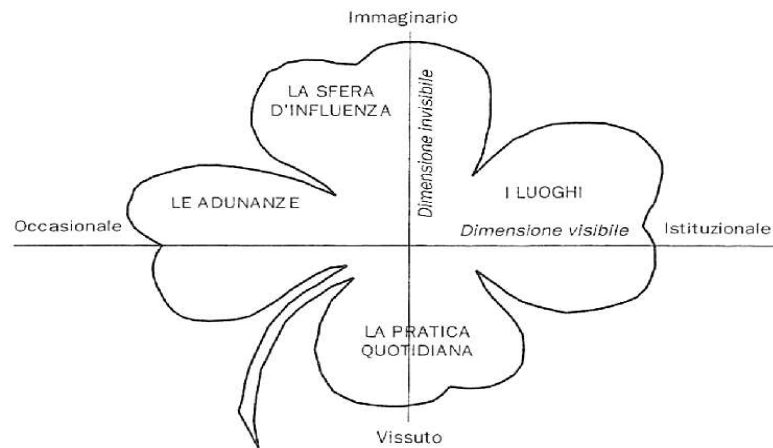 Immaginario
LA SFERA
D'INFLUENZA
Dimensione invisibile
LE ADUNANZE
I LUOGHI
Occasionale
Dimensione visibile
Istituzionale
LA PRATICA
QUOTIDIANA
Vissuto